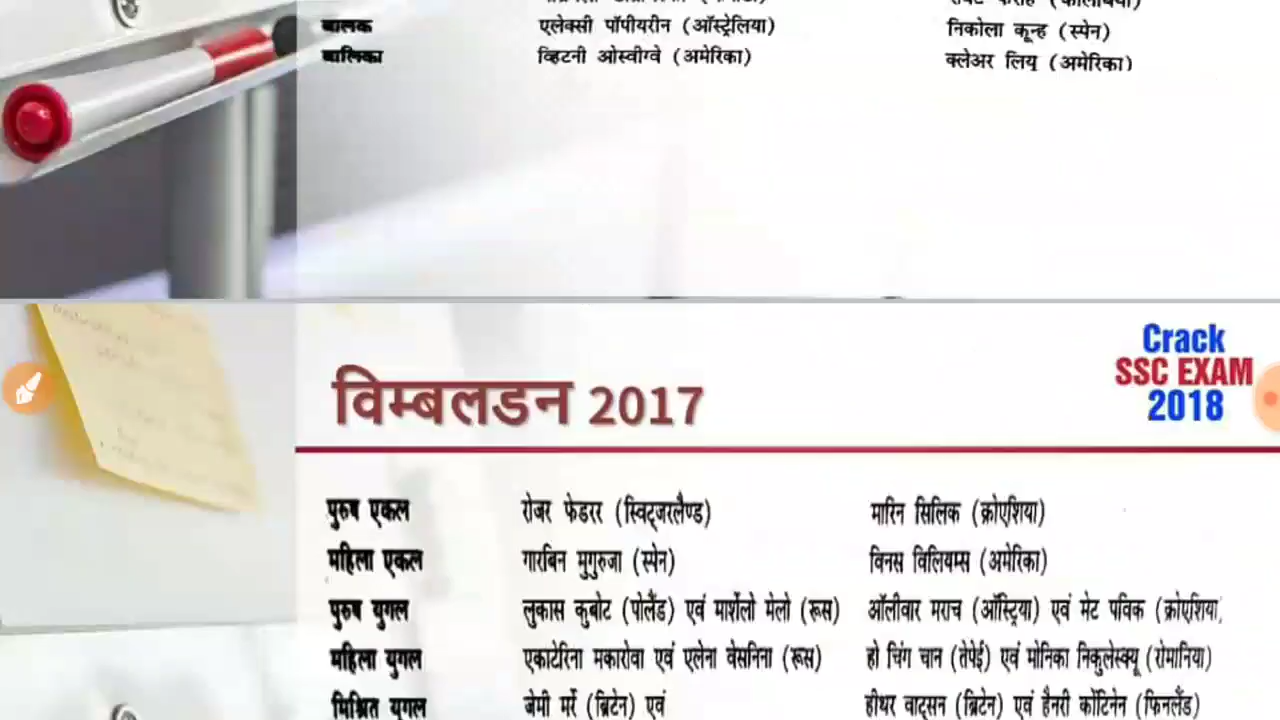 बालक एलेक्सी पॉपीयरीन (ऑस्ट्रेलिया) निकोला कून्ह (स्पेन)
बालिका व्हिटनी ओस्वीग्वे (अमेरिका) क्लेअर लियू (अमेरिका)
Crack
SSC EXAM
2018
विम्बलडन 2017
पुरुष एकल रोजर फेडरर (स्विट्जरलैण्ड) मारिन सिलिक (क्रोएशिया)
महिला एकल गारबिन मुगुरुजा (स्पेन) विनस विलियम्स (अमेरिका)
पुरुष युगल लुकास कुबोट (पोलैंड) एवं मार्शेलो मेलो (रूस) ऑलीवार मराच (ऑस्ट्रिया) एवं मेट पविक (क्रोएशिया
महिला युगल एकाटेरिना मकारोवा एवं एलेना वेसनिना (रूस) हो चिंग चान (तेपेई) एवं मोनिका निकुलेस्क्यू (रोमानिया)
मिश्रित युगल जेमी मर्रे (ब्रिटेन) एवं हीथर वाट्सन (ब्रिटेन) एवं हैनरी कोंटिनेन (फिनलैंड)